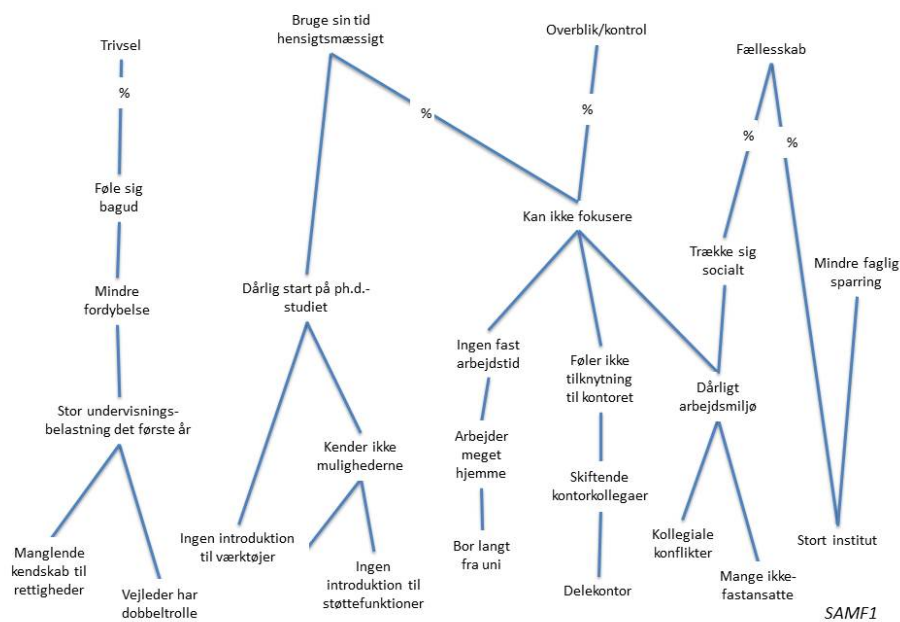 Trivsel
Bruge sin tid
hensigtsmæssigt
Overblik/kontrol
Fællesskab
%
%
%
%
%
Føle sig
bagud
Kan ikke fokusere
Trække sig
socialt
Mindre faglig
sparring
Mindre
fordybelse
Dårlig start på ph.d.-
studiet
Ingen fast
arbejdstid
Føler ikke
tilknytning
til kontoret
Dårligt
arbejdsmiljø
Stor undervisnings-
belastning det første år
Kender ikke
mulighederne
Arbejder
meget
hjemme
Skiftende
kontorkollegaer
Manglende
kendskab til
rettigheder
Vejleder har
dobbeltrolle
Ingen introduktion
til værktøjer
Ingen
introduktion til
støttefunktioner
Bor langt
fra uni
Delekontor
Kollegiale
konflikter
Mange ikke-
fastansatte
Stort institut
SAMF1